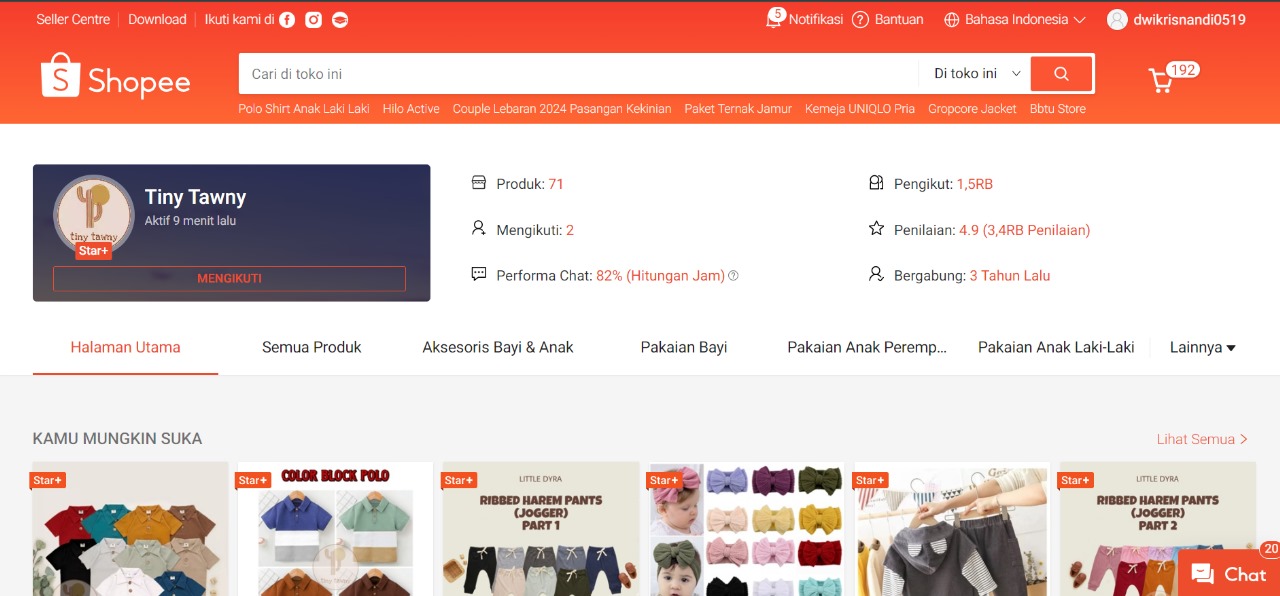 Seller Centre Download Ikuti kami di 5 Notifikasi Bantuan Bahasa Indonesia dwikrisnandi0519
Shopee
Cari di toko ini Di toko ini
192
Polo Shirt Anak Laki Laki Hilo Active Couple Lebaran 2024 Pasangan Kekinian Paket Ternak Jamur Kemeja UNIQLO Pria Gropcore Jacket Bbtu Store
tiny tawny
Star+
Tiny Tawny
Aktif 9 menit lalu
MENGIKUTI
Produk: 71
Pengikut: 1,5RB
Mengikuti: 2
Penilaian: 4.9 (3,4RB Penilaian)
Performa Chat: 82% (Hitungan Jam)
Bergabung: 3 Tahun Lalu
Halaman Utama Semua Produk Aksesoris Bayi & Anak Pakaian Bayi Pakaian Anak Peremp... Pakaian Anak Laki-Laki Lainnya
KAMU MUNGKIN SUKA Lihat Semua
Star+
Star+
COLOR BLOCK POLO
Tiny Tawny
Star+
LITTLE DYRA
RIBBED HAREM PANTS
(JOGGER)
PART 1
Star+
Star+
Star+
LITTLE DYRA
RIBBED HAREM PANTS
(JOGGER)
PART 2
20
Chat